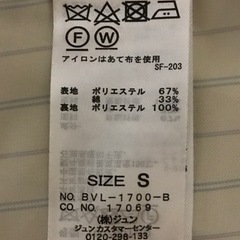 F W
アイロンはあて布を使用
SF-203
表地 ポリエステル 67%
綿 33%
裏地 ポリエステル 100%
SIZE S
NO. BVL-1700-B
CO. NO. 17069
(株)ジュン
ジュンカスタマーセンター
0120-298-133